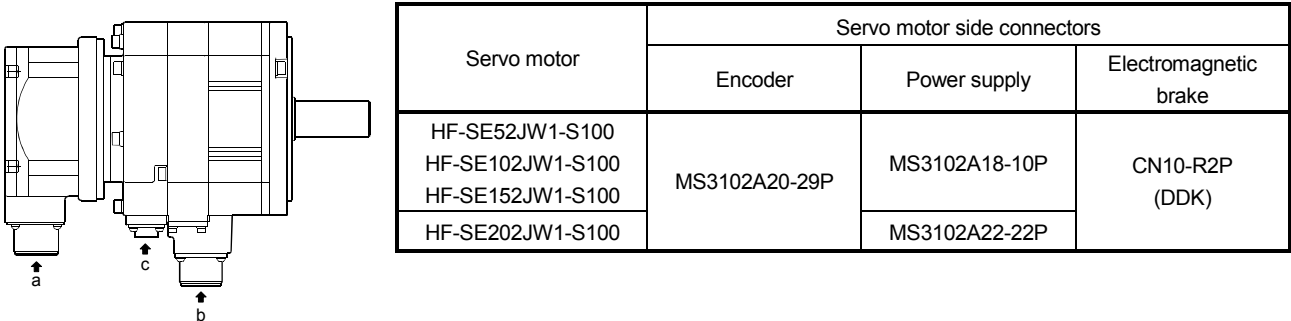 a
c
b
Servo motor
Servo motor side connectors
Encoder
Power supply
Electromagnetic
brake
HF-SE52JW1-S100
HF-SE102JW1-S100
HF-SE152JW1-S100
HF-SE202JW1-S100
MS3102A20-29P
MS3102A18-10P
MS3102A22-22P
CN10-R2P
(DDK)